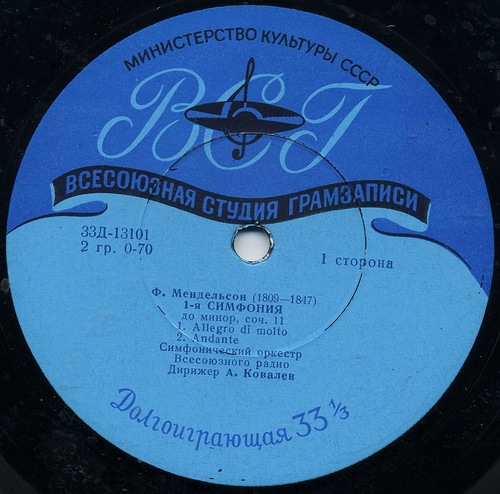 МИНИСТЕРСТВО КУЛЬТУРЫ СССР
ВСГ
ВСЕСОЮЗНАЯ СТУДИЯ ГРАМЗАПИСИ
33Д-13101
2 гр. 0-70
1 сторона
Ф. Мендельсон (1809—1847)
1-я СИМФОНИЯ
до минор, соч. 11
1. Allegro di molto
2. Andante
Симфонический оркестр
Всесоюзного радио
Дирижер А. Ковалев
Долгоиграющая 33 1/3